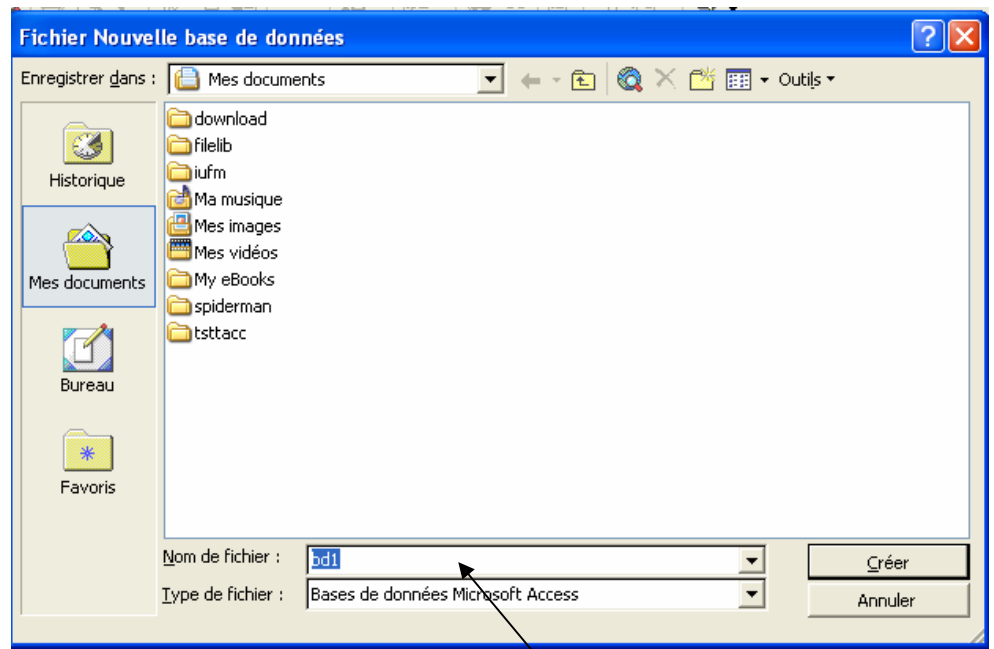 Fichier Nouvelle base de données
Enregistrer dans : Mes documents Outils
Historique
Mes documents
Bureau
Favoris
download
filelib
iufm
Ma musique
Mes images
Mes vidéos
My eBooks
spiderman
tsttacc
Nom de fichier : bd1 Créer
Type de fichier : Bases de données Microsoft Access Annuler